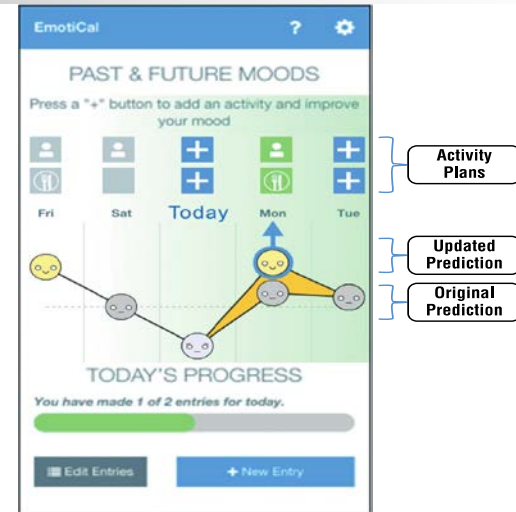 EmotiCal ?
PAST & FUTURE MOODS
Press a "+" button to add an activity and improve
your mood
Fri Sat Today Mon Tue
TODAY'S PROGRESS
You have made 1 of 2 entries for today.
Edit Entries + New Entry
Activity
Plans
Updated
Prediction
Original
Prediction